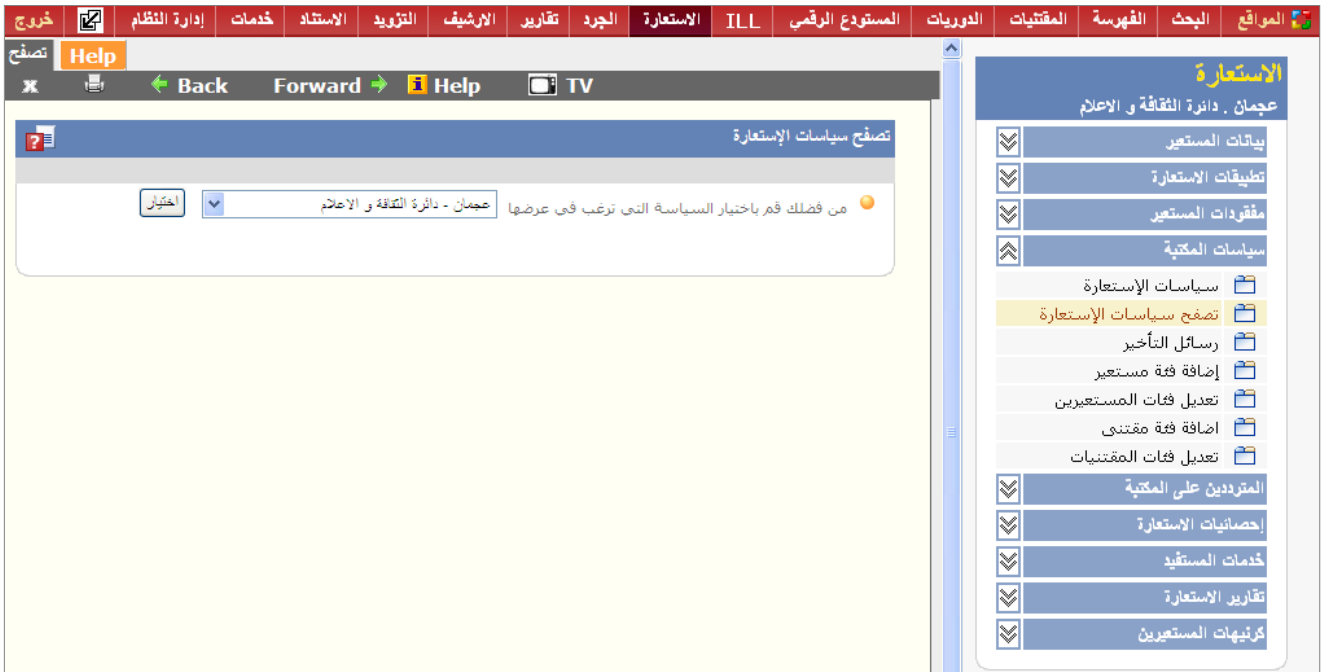 المواقع البحث الفهرسة المقتنيات الدوريات المستودع الرقمي ILL الاستعارة الجرد تقارير الارشيف التزويد الاستناد خدمات إدارة النظام خروج
تصفح Help
x Back Forward Help TV
الاستعارة
عجمان . دائرة الثقافة و الاعلام
بيانات المستعير
تطبيقات الاستعارة
مفقودات المستعير
سياسات المكتبة
سياسات الإستعارة
تصفح سياسات الإستعارة
رسائل التأخير
إضافة فئة مستعير
تعديل فئات المستعيرين
اضافة فئة مقتنى
تعديل فئات المقتنيات
المترددين على المكتبة
إحصائيات الاستعارة
خدمات المستفيد
تقارير الاستعارة
كرنيهات المستعيرين
تصفح سياسات الإستعارة
من فضلك قم باختيار السياسة التى ترغب فى عرضها عجمان - دائرة الثقافة و الاعلام اختيار